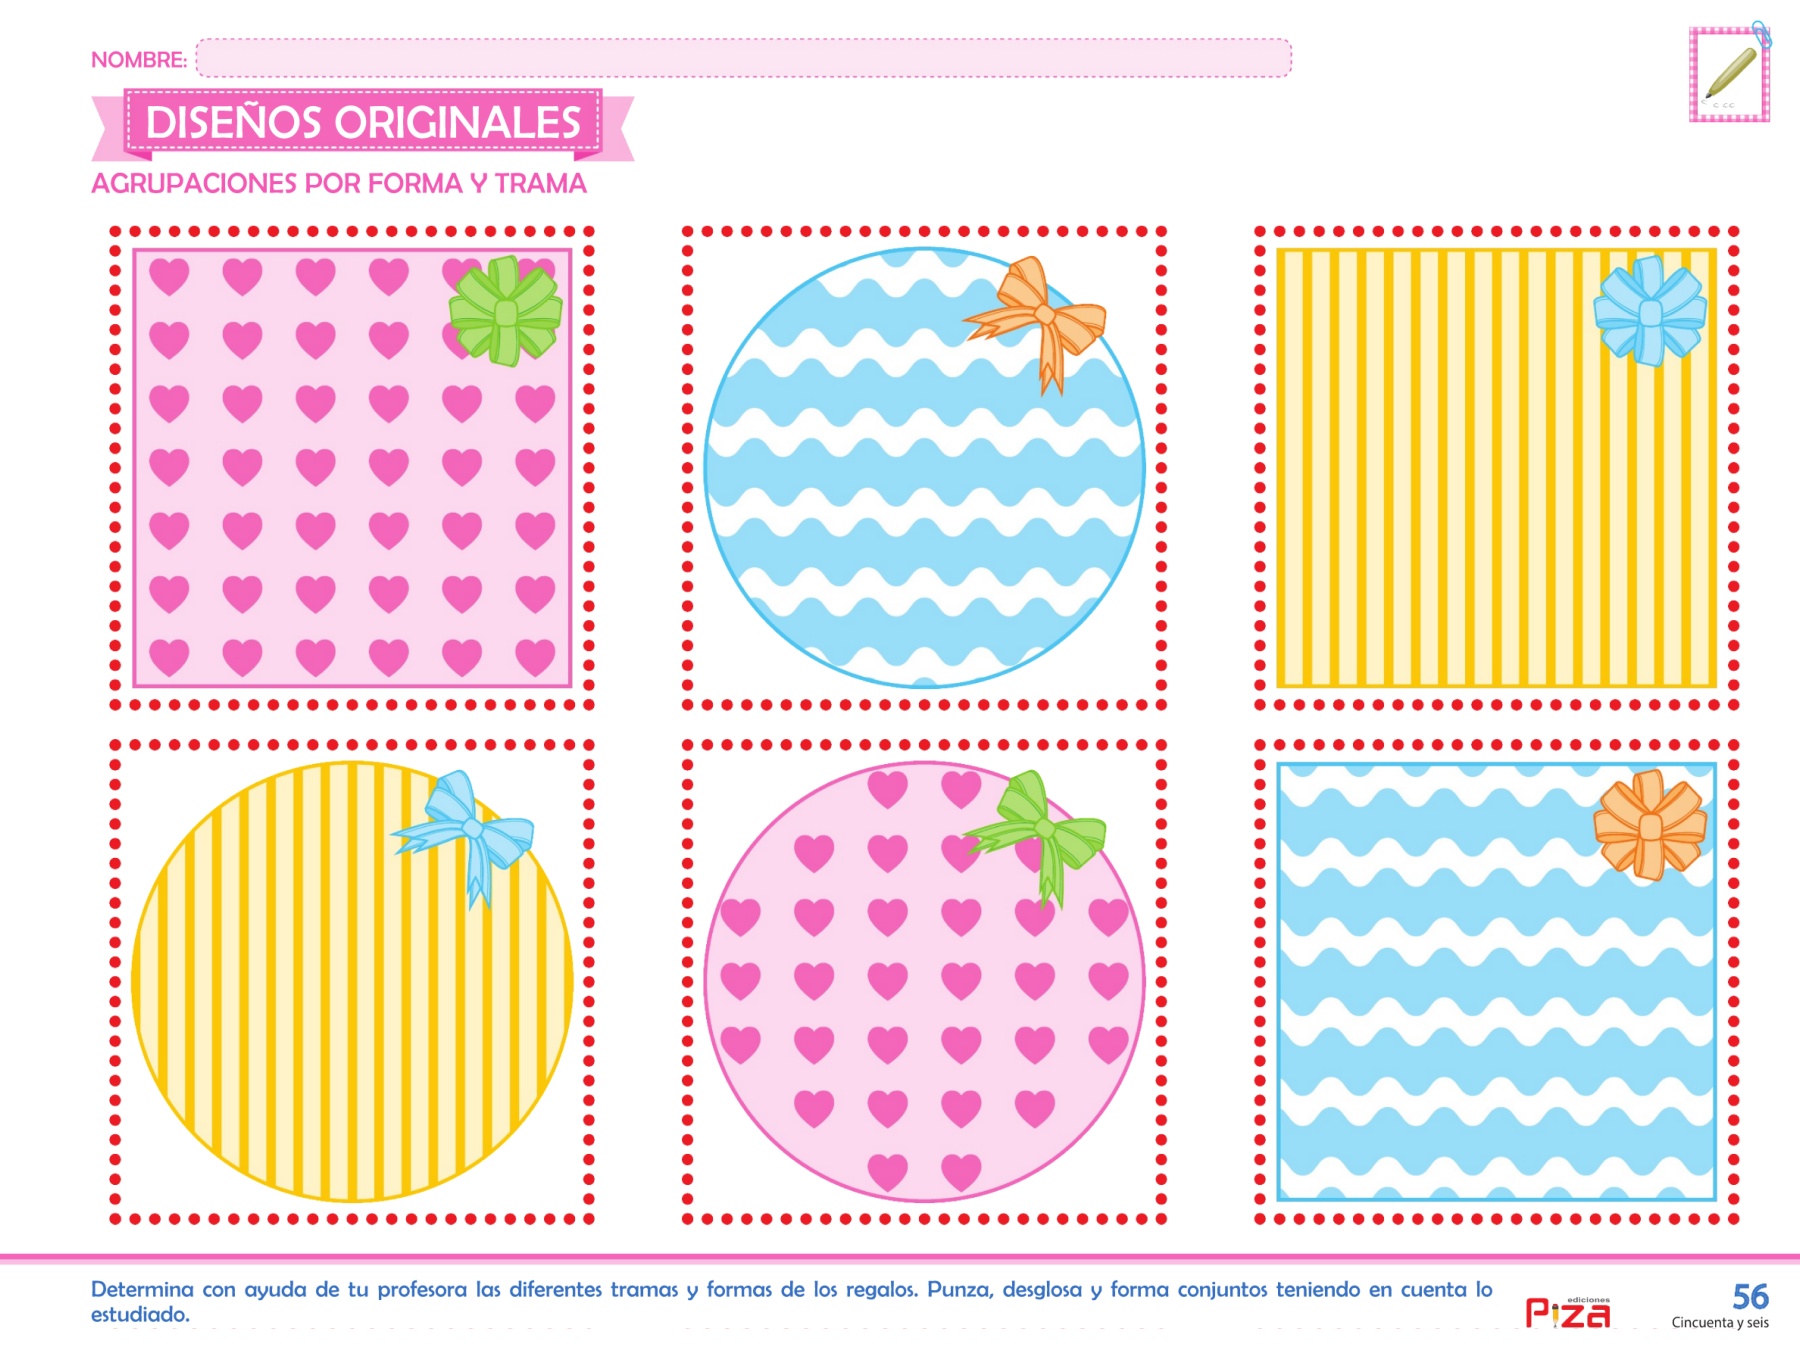 NOMBRE:
DISEÑOS ORIGINALES
AGRUPACIONES POR FORMA Y TRAMA
Determina con ayuda de tu profesora las diferentes tramas y formas de los regalos. Punza, desglosa y forma conjuntos teniendo en cuenta lo
estudiado.
ediciones
Piza
56
Cincuenta y seis